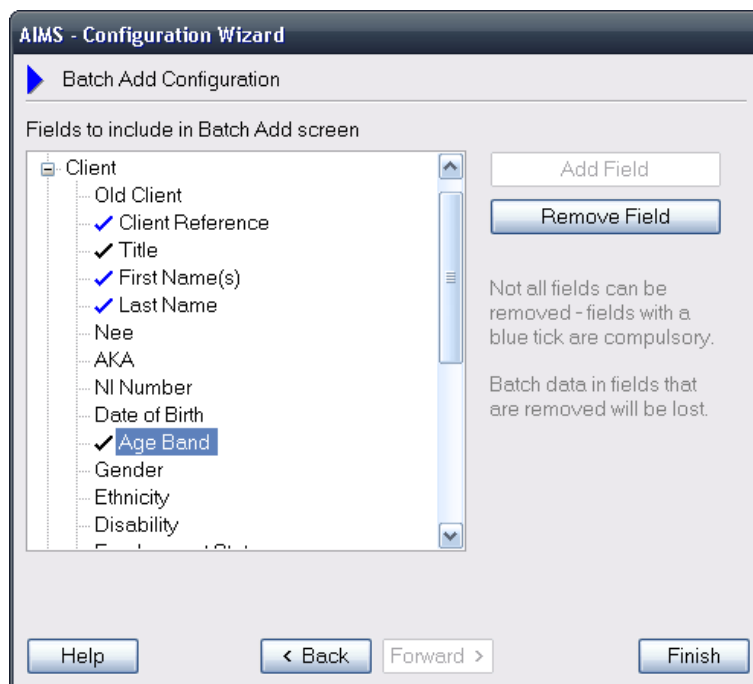 AIMS - Configuration Wizard
Batch Add Configuration
Fields to include in Batch Add screen
Client
Old Client
Client Reference
Title
First Name(s)
Last Name
Nee
AKA
NI Number
Date of Birth
Age Band
Gender
Ethnicity
Disability
Add Field
Remove Field
Not all fields can be
removed - fields with a
blue tick are compulsory.
Batch data in fields that
are removed will be lost.
Help
< Back
Forward >
Finish